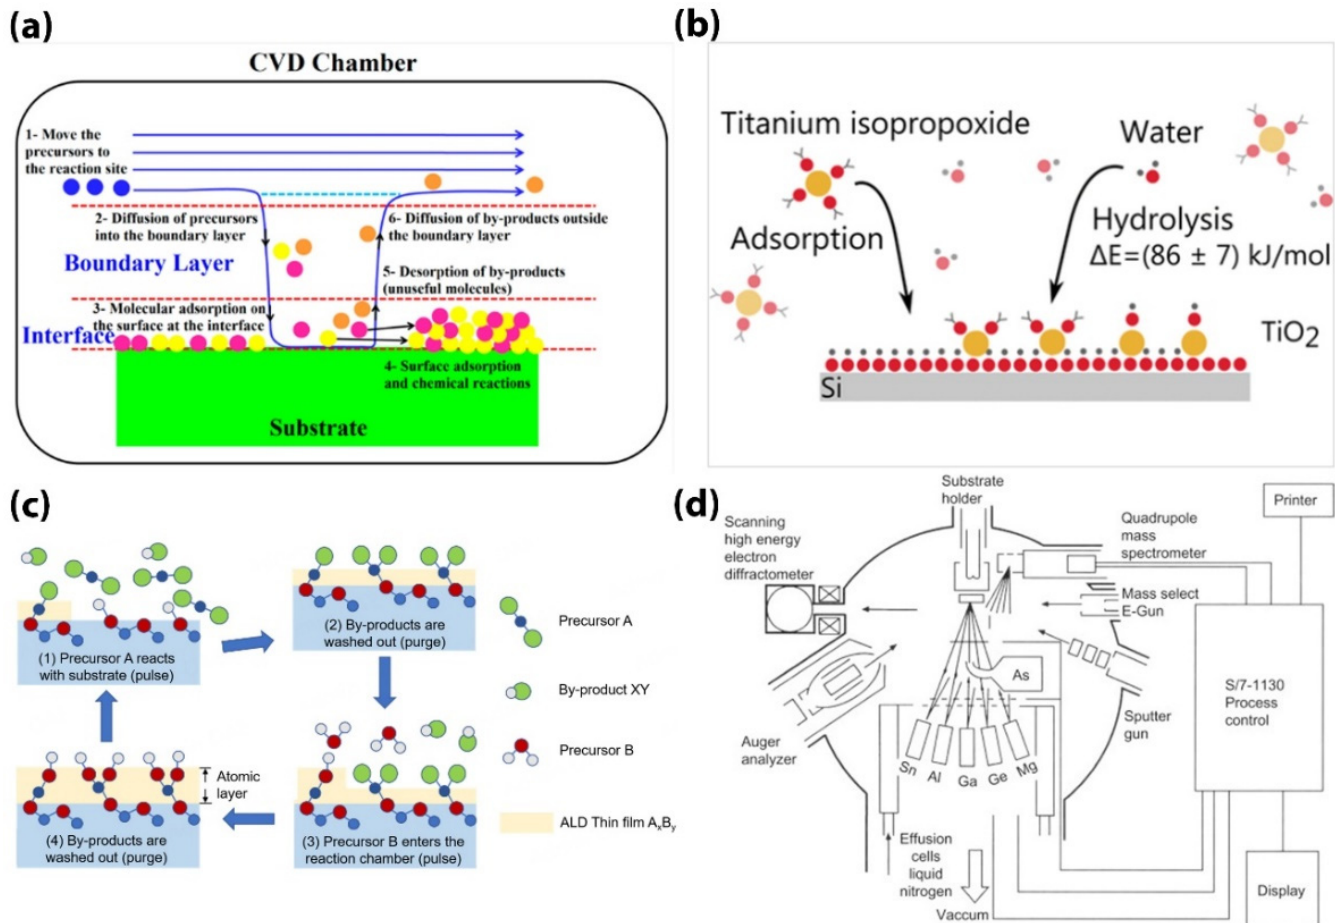 (a)
CVD Chamber
1- Move the
precursors to
the reaction site
2- Diffusion of precursors
into the boundary layer
6- Diffusion of by-products outside
the boundary layer
Boundary Layer
5- Desorption of by-products
(unuseful molecules)
3- Molecular adsorption on
the surface at the interface
Interface
4- Surface adsorption
and chemical reactions
Substrate
(b)
Titanium isopropoxide
Water
Adsorption
Hydrolysis
ΔE=(86 ± 7) kJ/mol
TiO2
Si
(c)
(1) Precursor A reacts
with substrate (pulse)
(2) By-products are
washed out (purge)
Precursor A
By-product XY
Precursor B
ALD Thin film AxBy
Atomic
layer
(4) By-products are
washed out (purge)
(3) Precursor B enters the
reaction chamber (pulse)
(d)
Substrate
holder
Printer
Scanning
high energy
electron
diffractometer
Quadrupole
mass
spectrometer
Mass select
E-Gun
As
S/7-1130
Process
control
Sputter
gun
Auger
analyzer
Sn
Al
Ga
Ge
Mg
Effusion
cells
liquid
nitrogen
Vaccum
Display